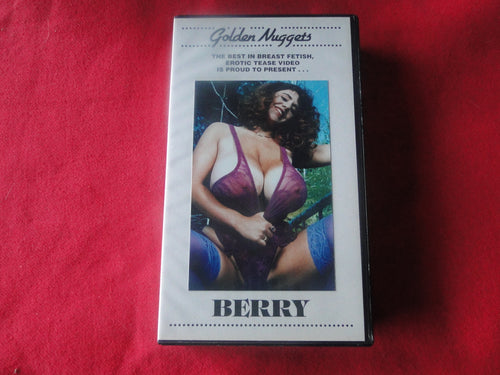 Golden Nuggets
THE BEST IN BREAST FETISH,
EROTIC TEASE VIDEO
IS PROUD TO PRESENT . . .
BERRY